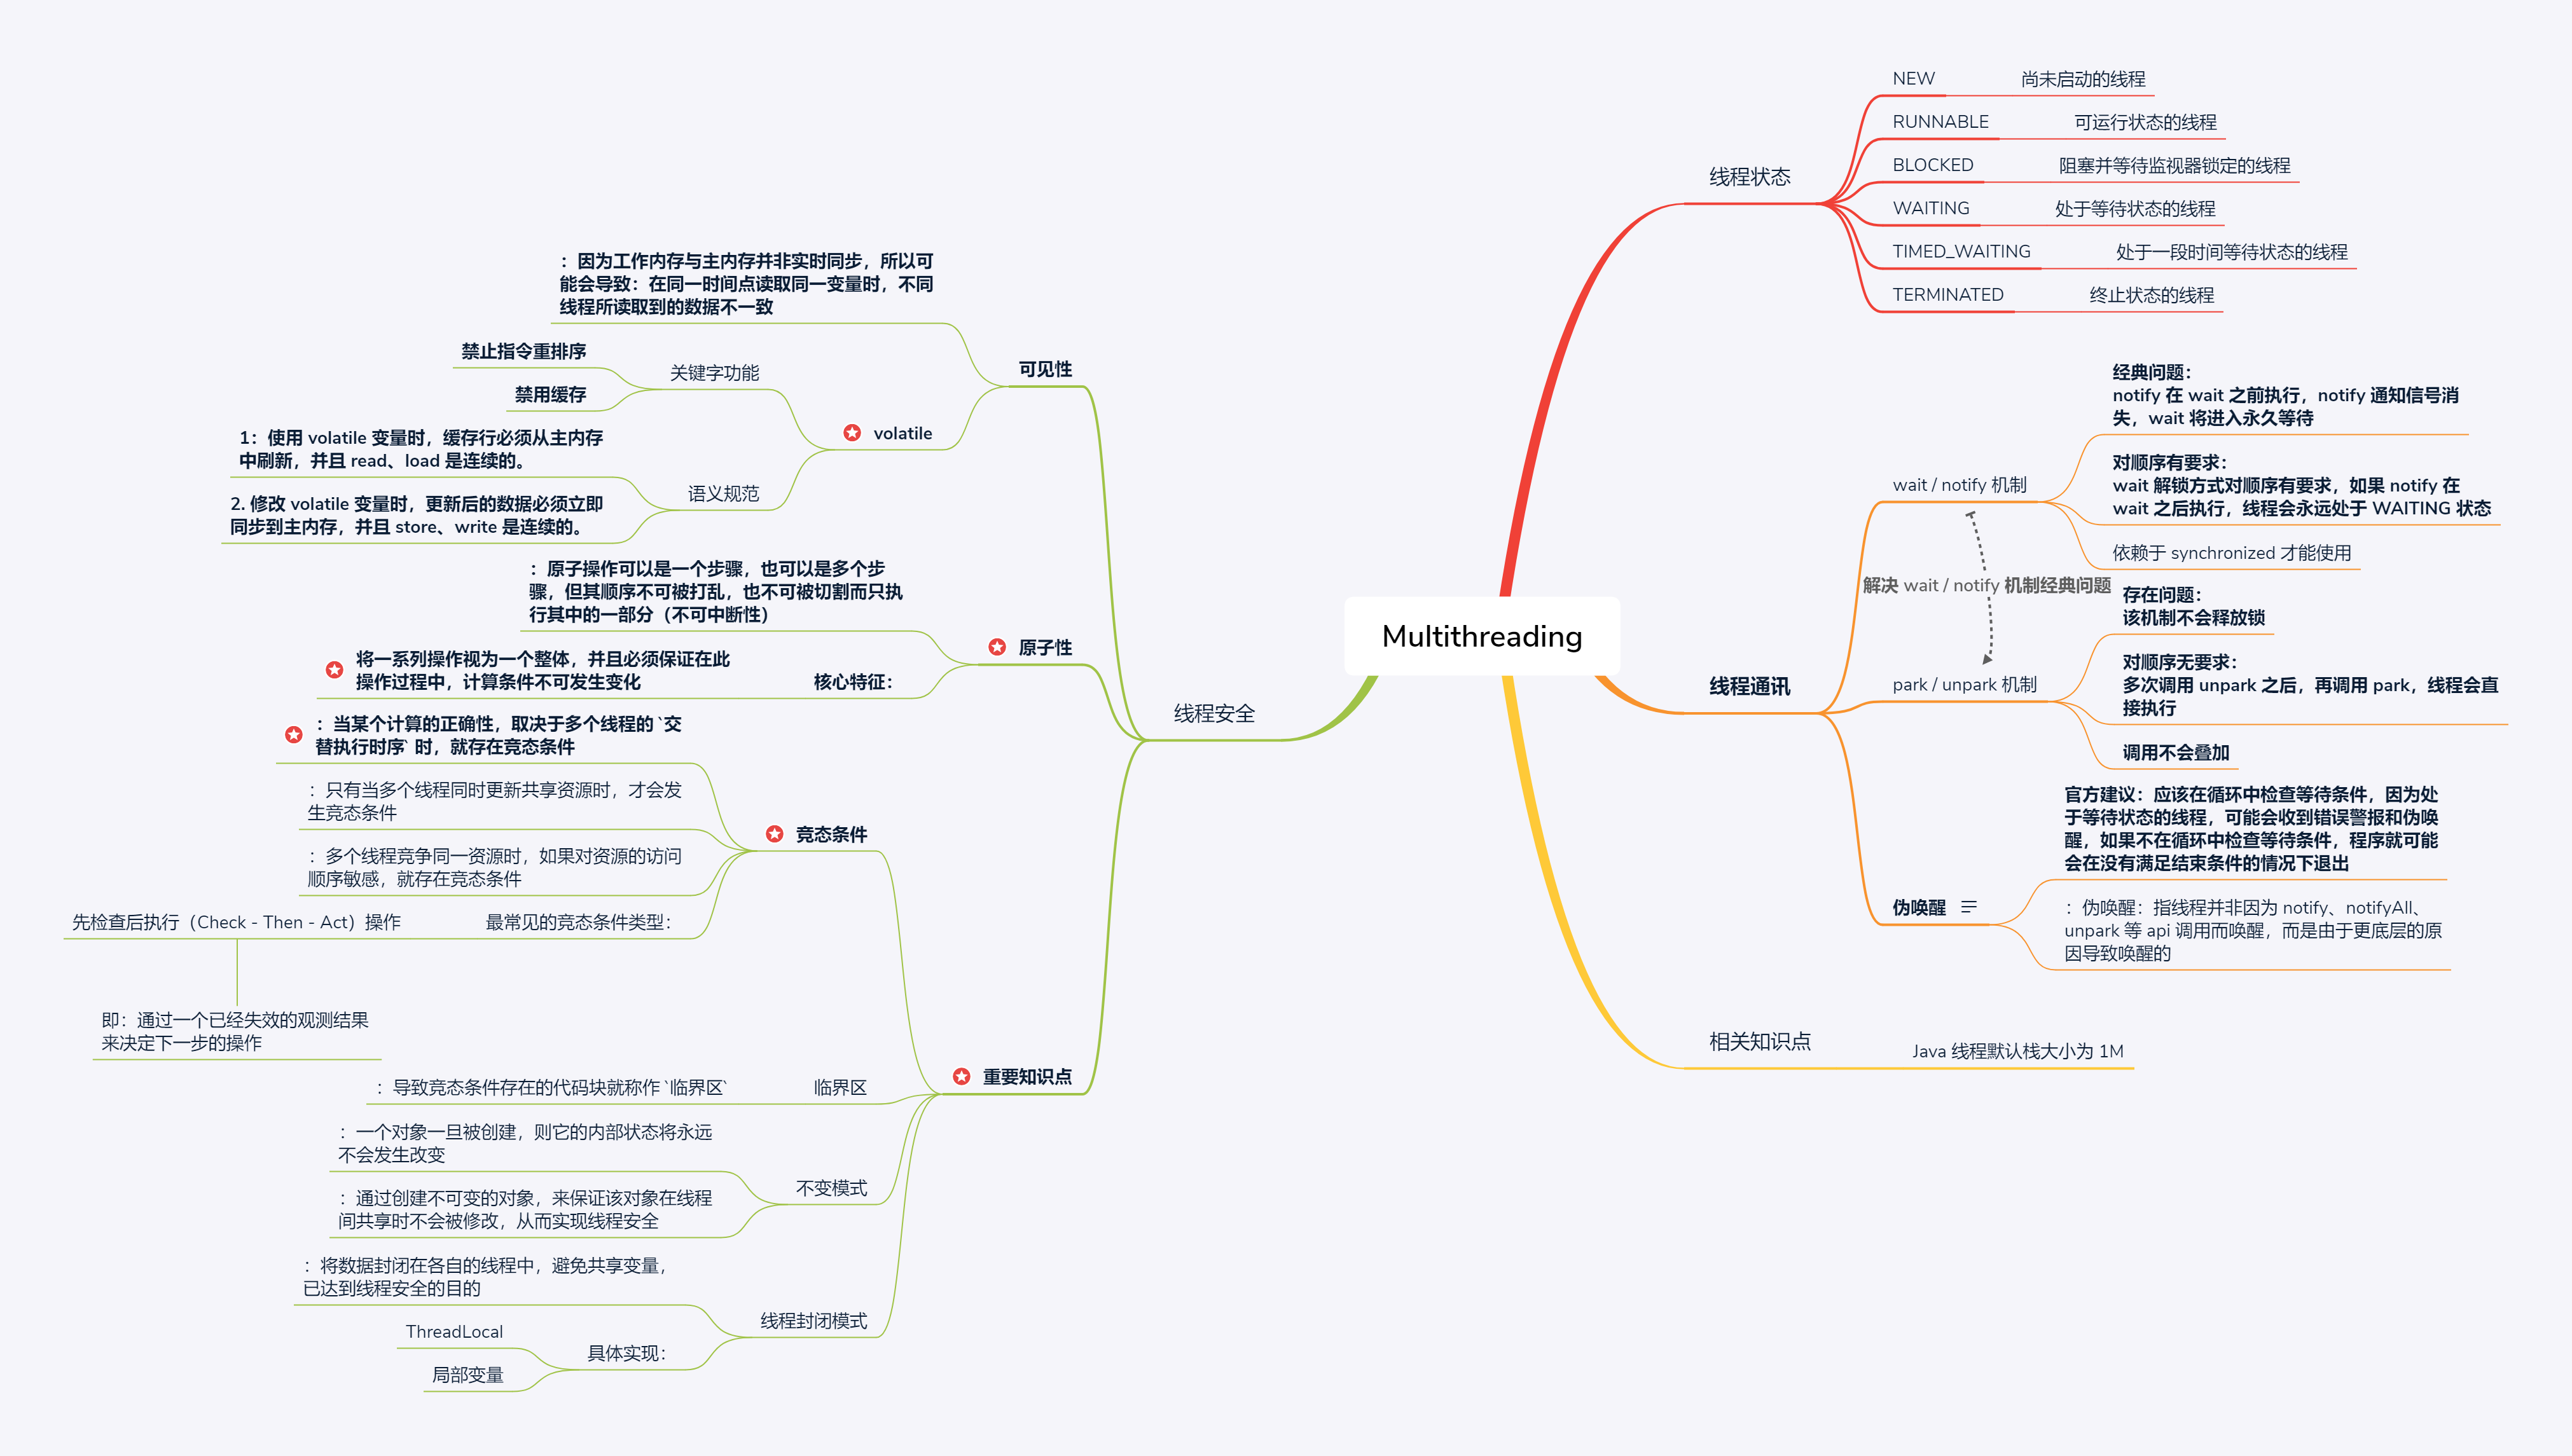 Multithreading
线程状态
NEW
尚未启动的线程
RUNNABLE
可运行状态的线程
BLOCKED
阻塞并等待监视器锁定的线程
WAITING
处于等待状态的线程
TIMED_WAITING
处于一段时间等待状态的线程
TERMINATED
终止状态的线程
线程通讯
wait / notify 机制
经典问题：
notify 在 wait 之前执行，notify 通知信号消
失，wait 将进入永久等待
对顺序有要求：
wait 解锁方式对顺序有要求，如果 notify 在
wait 之后执行，线程会永远处于 WAITING 状态
依赖于 synchronized 才能使用
解决 wait / notify 机制经典问题
park / unpark 机制
存在问题：
该机制不会释放锁
对顺序无要求：
多次调用 unpark 之后，再调用 park，线程会直
接执行
调用不会叠加
伪唤醒
官方建议：应该在循环中检查等待条件，因为处
于等待状态的线程，可能会收到错误警报和伪唤
醒，如果不在循环中检查等待条件，程序就可能
会在没有满足结束条件的情况下退出
：伪唤醒：指线程并非因为 notify、notifyAll、
unpark 等 api 调用而唤醒，而是由于更底层的原
因导致唤醒的
相关知识点
Java 线程默认栈大小为 1M
线程安全
可见性
：因为工作内存与主内存并非实时同步，所以可
能会导致：在同一时间点读取同一变量时，不同
线程所读取到的数据不一致
volatile
关键字功能
禁止指令重排序
禁用缓存
语义规范
1：使用 volatile 变量时，缓存行必须从主内存
中刷新，并且 read、load 是连续的。
2. 修改 volatile 变量时，更新后的数据必须立即
同步到主内存，并且 store、write 是连续的。
原子性
：原子操作可以是一个步骤，也可以是多个步
骤，但其顺序不可被打乱，也不可被切割而只执
行其中的一部分（不可中断性）
核心特征：
将一系列操作视为一个整体，并且必须保证在此
操作过程中，计算条件不可发生变化
重要知识点
竞态条件
：当某个计算的正确性，取决于多个线程的 `交
替执行时序` 时，就存在竞态条件
：只有当多个线程同时更新共享资源时，才会发
生竞态条件
：多个线程竞争同一资源时，如果对资源的访问
顺序敏感，就存在竞态条件
最常见的竞态条件类型：
先检查后执行（Check - Then - Act）操作
即：通过一个已经失效的观测结果
来决定下一步的操作
临界区
：导致竞态条件存在的代码块就称作 `临界区`
不变模式
：一个对象一旦被创建，则它的内部状态将永远
不会发生改变
：通过创建不可变的对象，来保证该对象在线程
间共享时不会被修改，从而实现线程安全
线程封闭模式
：将数据封闭在各自的线程中，避免共享变量，
已达到线程安全的目的
具体实现：
ThreadLocal
局部变量